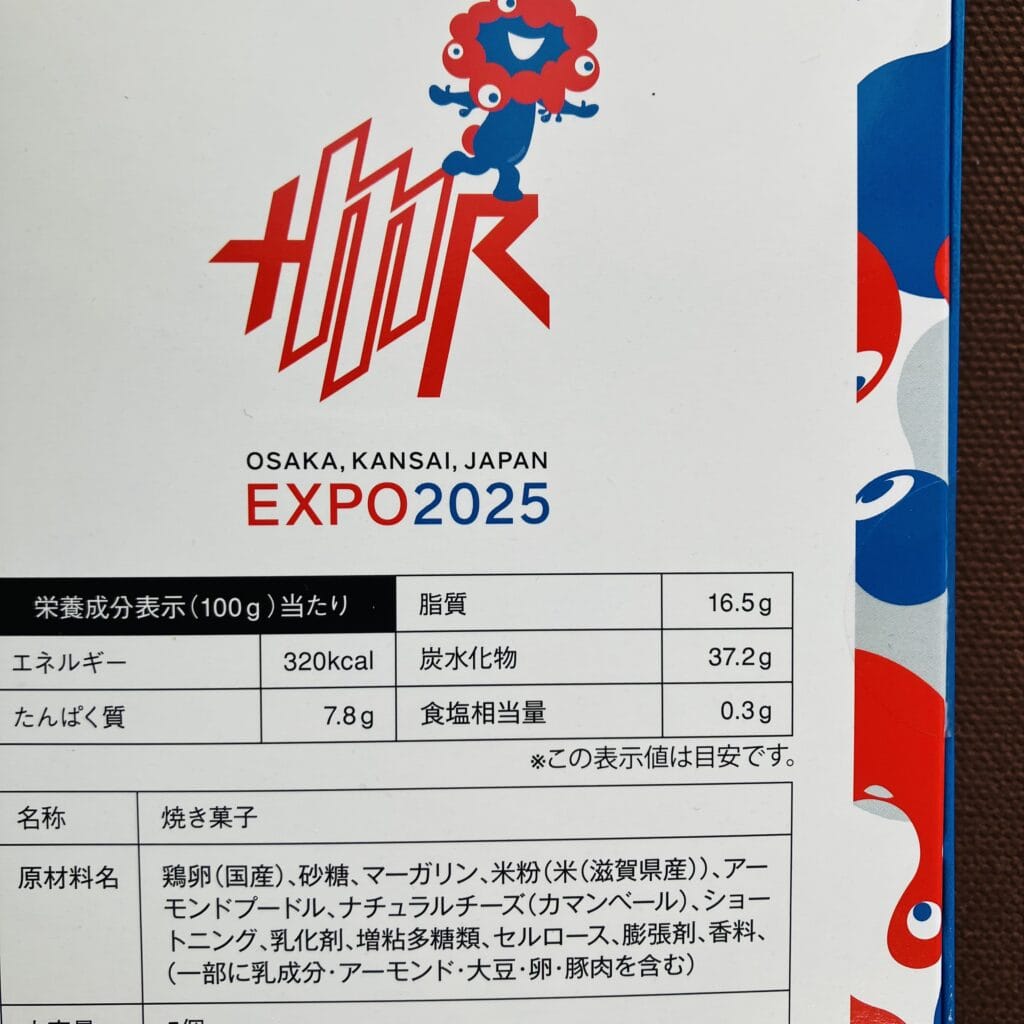 HMR
OSAKA, KANSAI, JAPAN
EXPO2025
栄養成分表示(100g)当たり
脂質 16.5g
エネルギー 320kcal
炭水化物 37.2g
たんぱく質 7.8g
食塩相当量 0.3g
※この表示値は目安です。
名称 焼き菓子
原材料名 鶏卵(国産)、砂糖、マーガリン、米粉(米(滋賀県産))、アー
モンドプードル、ナチュラルチーズ(カマンベール)、ショー
トニング、乳化剤、増粘多糖類、セルロース、膨張剤、香料、
(一部に乳成分・アーモンド・大豆・卵・豚肉を含む)